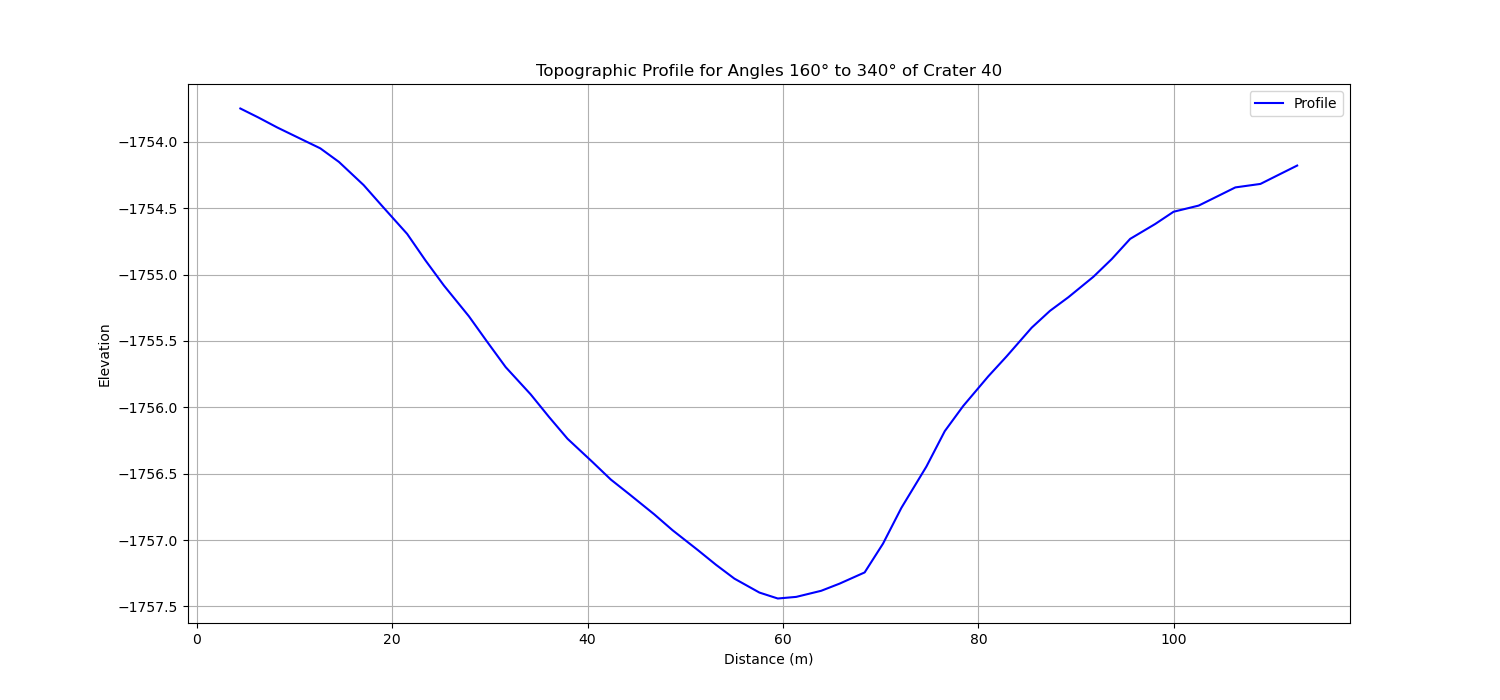 Topographic Profile for Angles 160° to 340° of Crater 40
Profile
−1754.0
−1754.5
−1755.0
−1755.5
−1756.0
−1756.5
−1757.0
−1757.5
Elevation
0 20 40 60 80 100
Distance (m)